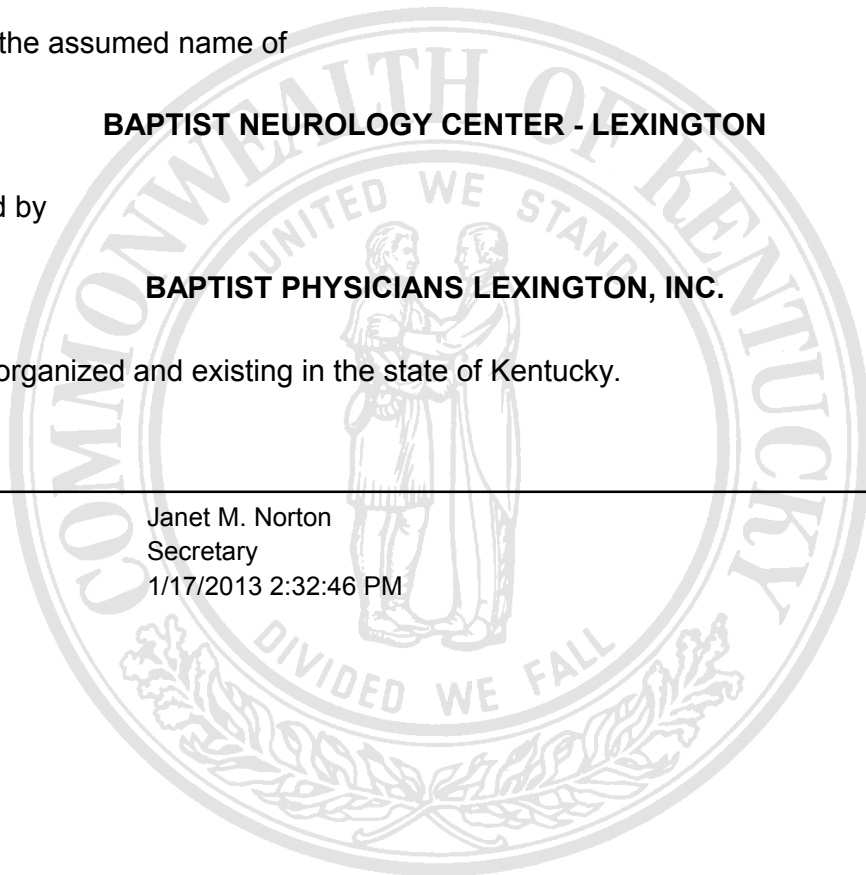 the assumed name of
BAPTIST NEUROLOGY CENTER - LEXINGTON
d by
BAPTIST PHYSICIANS LEXINGTON, INC.
organized and existing in the state of Kentucky.
Janet M. Norton
Secretary
1/17/2013 2:32:46 PM
COMMONWEALTH OF KENTUCKY
UNITED WE STAND
DIVIDED WE FALL